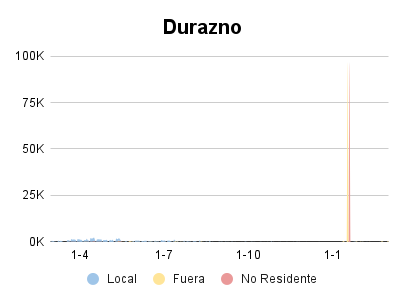 Durazno
100K
75K
50K
25K
0K
1-4 1-7 1-10 1-1
Local Fuera No Residente